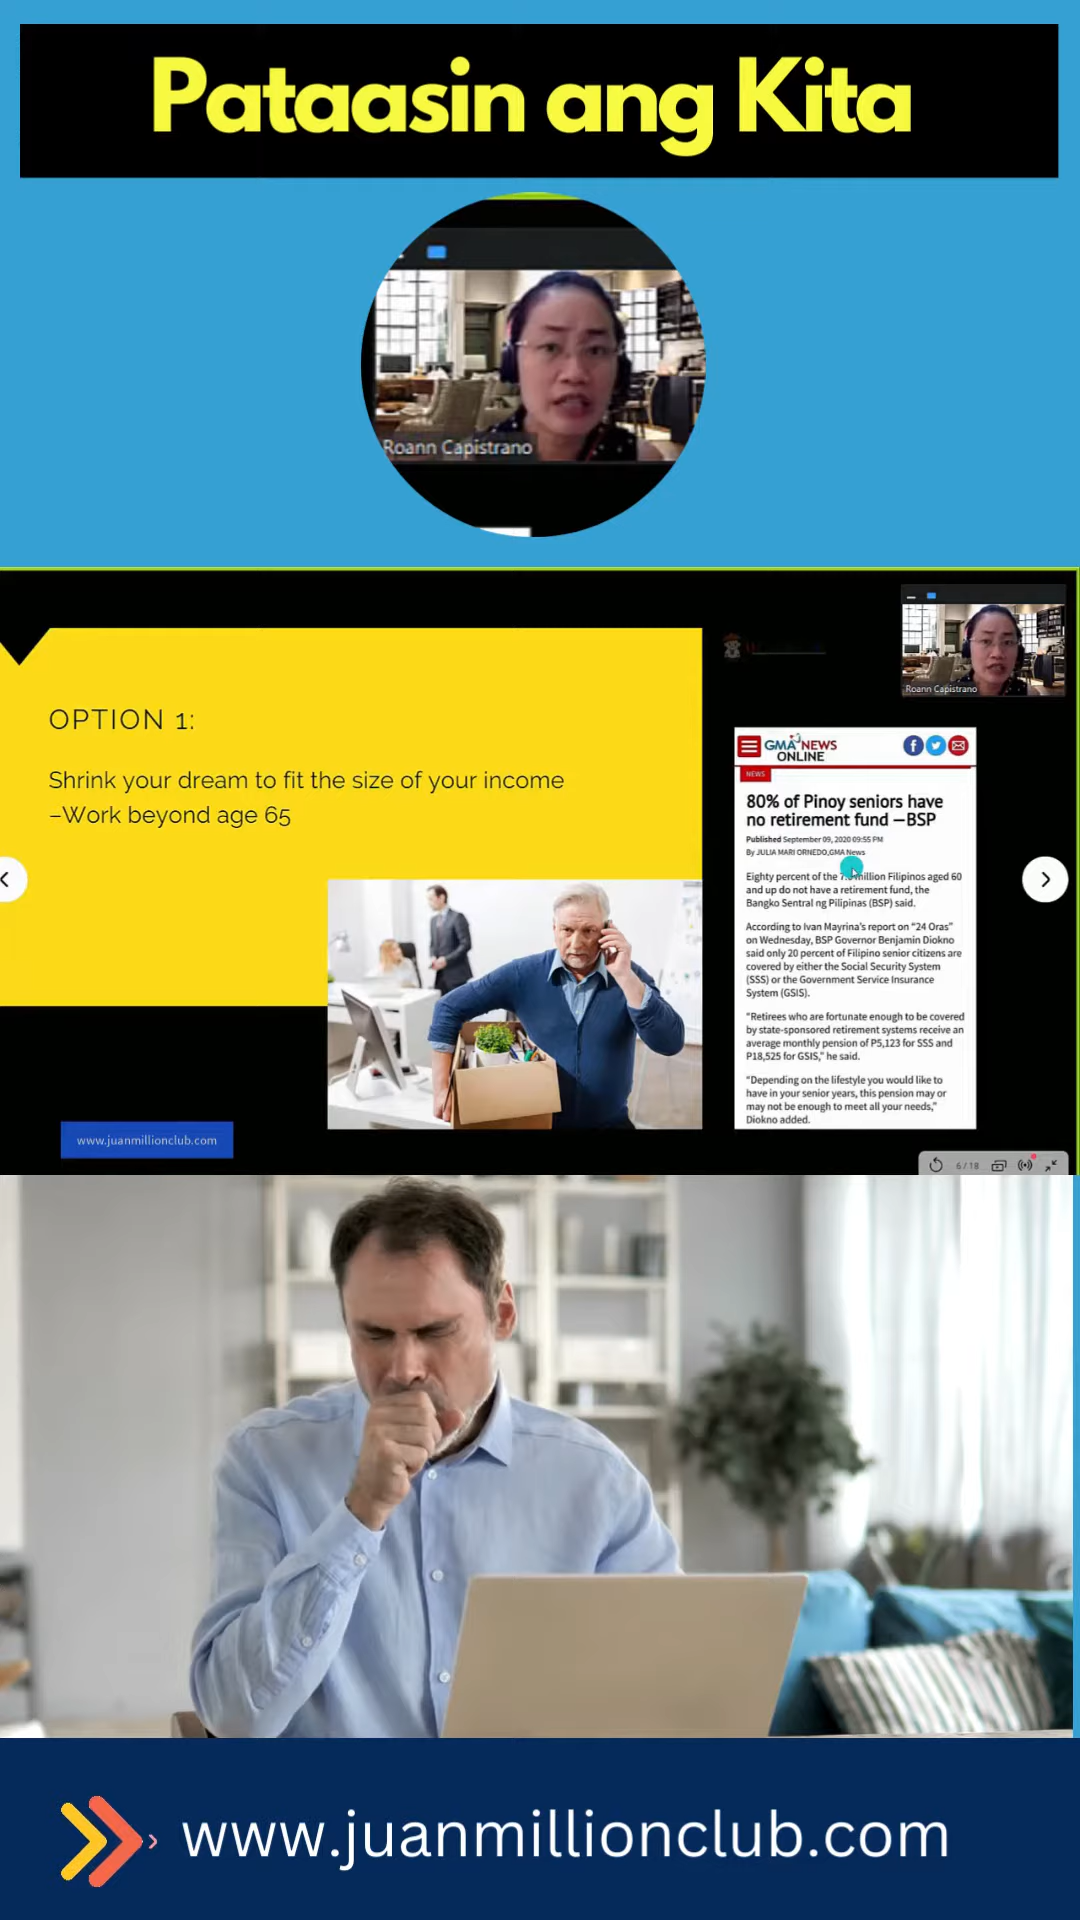 Pataasin ang Kita
Roann Capistrano
Roann Capistrano
OPTION 1:
Shrink your dream to fit the size of your income
–Work beyond age 65
GMA NEWS
ONLINE
NEWS
80% of Pinoy seniors have
no retirement fund —BSP
Published September 09, 2020 09:55 PM
By JULIA MARI ORNEDO,GMA News
Eighty percent of the million Filipinos aged 60
and up do not have a retirement fund, the
Bangko Sentral ng Pilipinas (BSP) said.
According to Ivan Mayrina's report on "24 Oras"
on Wednesday, BSP Governor Benjamin Diokno
said only 20 percent of Filipino senior citizens are
covered by either the Social Security System
(SSS) or the Government Service Insurance
System (GSIS).
"Retirees who are fortunate enough to be covered
by state-sponsored retirement systems receive an
average monthly pension of P5,123 for SSS and
P18,525 for GSIS," he said.
"Depending on the lifestyle you would like to
have in your senior years, this pension may or
may not be enough to meet all your needs,"
Diokno added.
www.juanmillionclub.com
6/18
www.juanmillionclub.com